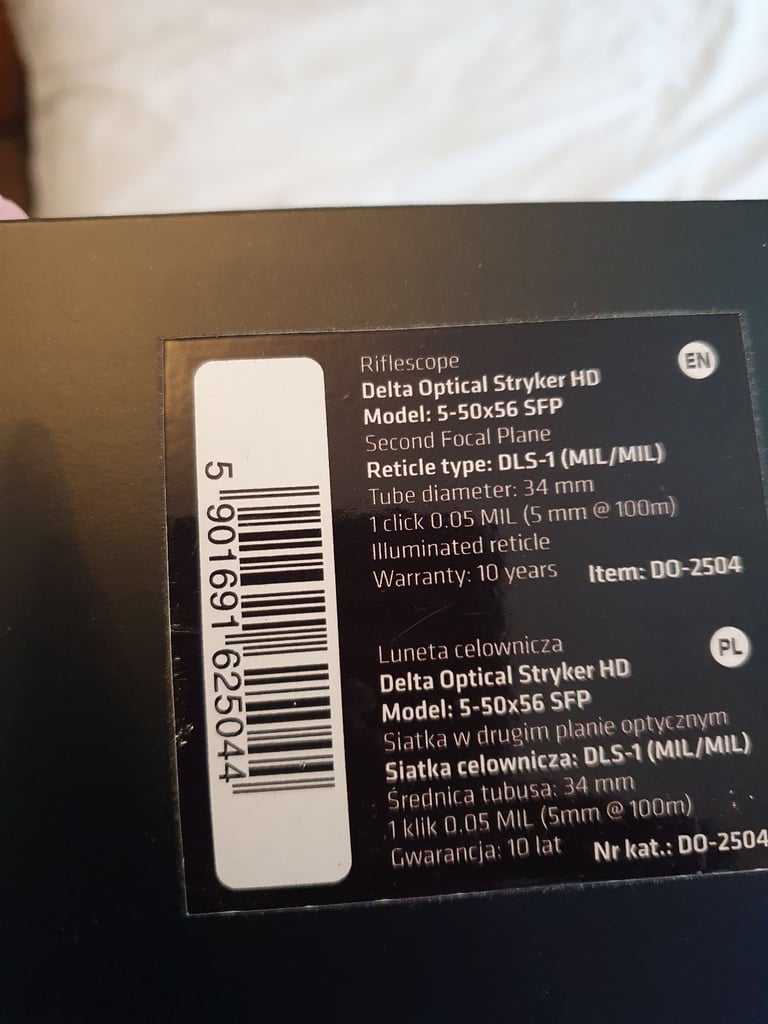 5 901691 625044
Riflescope
EN
Delta Optical Stryker HD
Model: 5-50x56 SFP
Second Focal Plane
Reticle type: DLS-1 (MIL/MIL)
Tube diameter: 34 mm
1 click 0.05 MIL (5 mm @ 100m)
Illuminated reticle
Warranty: 10 years Item: DO-2504
Luneta celownicza
PL
Delta Optical Stryker HD
Model: 5-50x56 SFP
Siatka w drugim planie optycznym
Siatka celownicza: DLS-1 (MIL/MIL)
Średnica tubusa: 34 mm
1 klik 0.05 MIL (5mm @ 100m)
Gwarancja: 10 lat Nr kat.: DO-2504